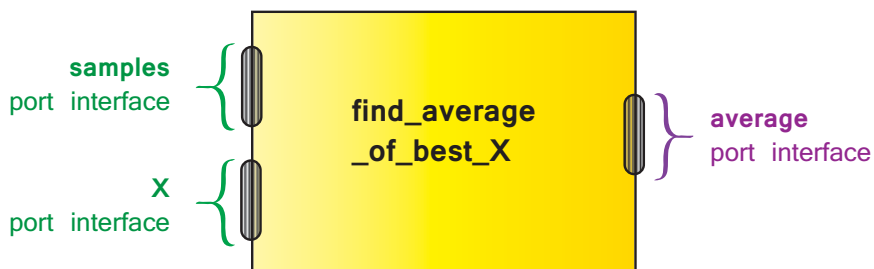 samples
port interface
X
port interface
find_average
_of_best_X
average
port interface